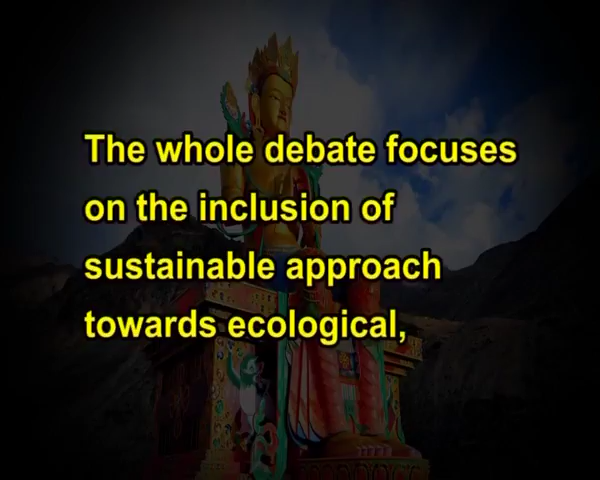 The whole debate focuses
on the inclusion of
sustainable approach
towards ecological,